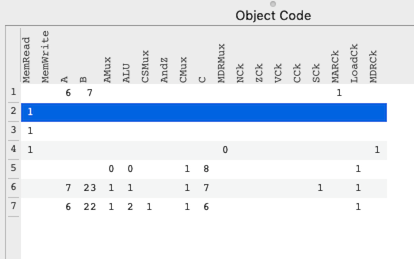 Object Code
MemRead MemWrite A B AMux ALU CSMux AndZ CMux C MDRMux NCk ZCk VCk CCk SCk MARCk LoadCk MDRCk
1 6 7 1
2 1
3 1
4 1 0 1
5 0 0 1 8 1
6 7 23 1 1 1 7 1 1
7 6 22 1 2 1 1 6 1